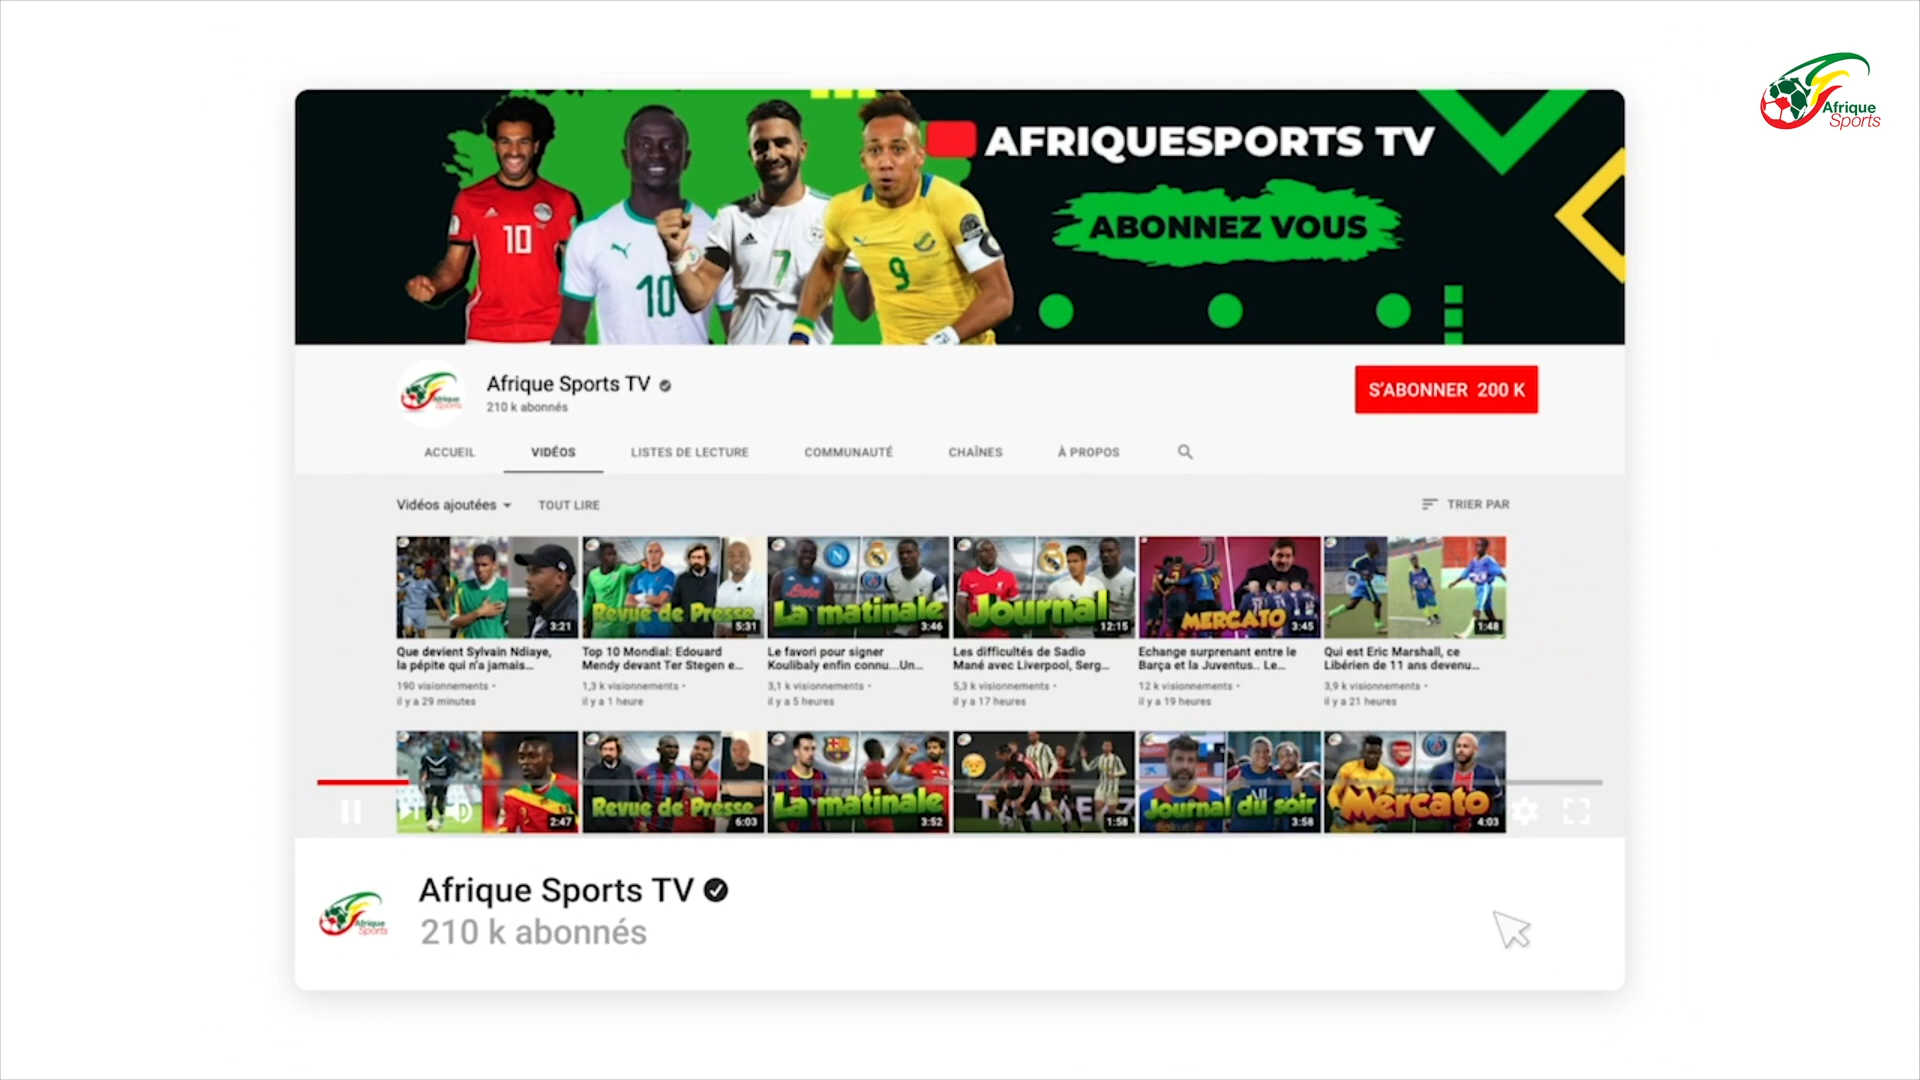 Afrique
Sports
AFRIQUESPORTS TV
ABONNEZ VOUS
10
10
7
9
Afrique Sports TV
210 k abonnés
S'ABONNER 200 K
ACCUEIL VIDÉOS LISTES DE LECTURE COMMUNAUTÉ CHAÎNES À PROPOS
Vidéos ajoutées TOUT LIRE TRIER PAR
Revue de Presse La matinale Journal MERCATO
3:21 5:31 3:46 12:15 3:45 1:48
Que devient Sylvain Ndiaye, la pépite qui n'a jamais...
190 visionnements •
il y a 29 minutes
Top 10 Mondial: Edouard Mendy devant Ter Stegen e...
1,3 k visionnements •
il y a 1 heure
Le favori pour signer Koulibaly enfin connu...Un...
3,1 k visionnements •
il y a 5 heures
Les difficultés de Sadio Mané avec Liverpool, Serg...
5,3 k visionnements •
il y a 17 heures
Echange surprenant entre le Barça et la Juventus.. Le...
12 k visionnements •
il y a 19 heures
Qui est Eric Marshall, ce Libérien de 11 ans devenu...
3,9 k visionnements •
il y a 21 heures
Revue de Presse La matinale Journal du soir Mercato
2:47 6:03 3:52 1:58 3:58 4:03
Afrique Sports TV
210 k abonnés
Afrique
Sports